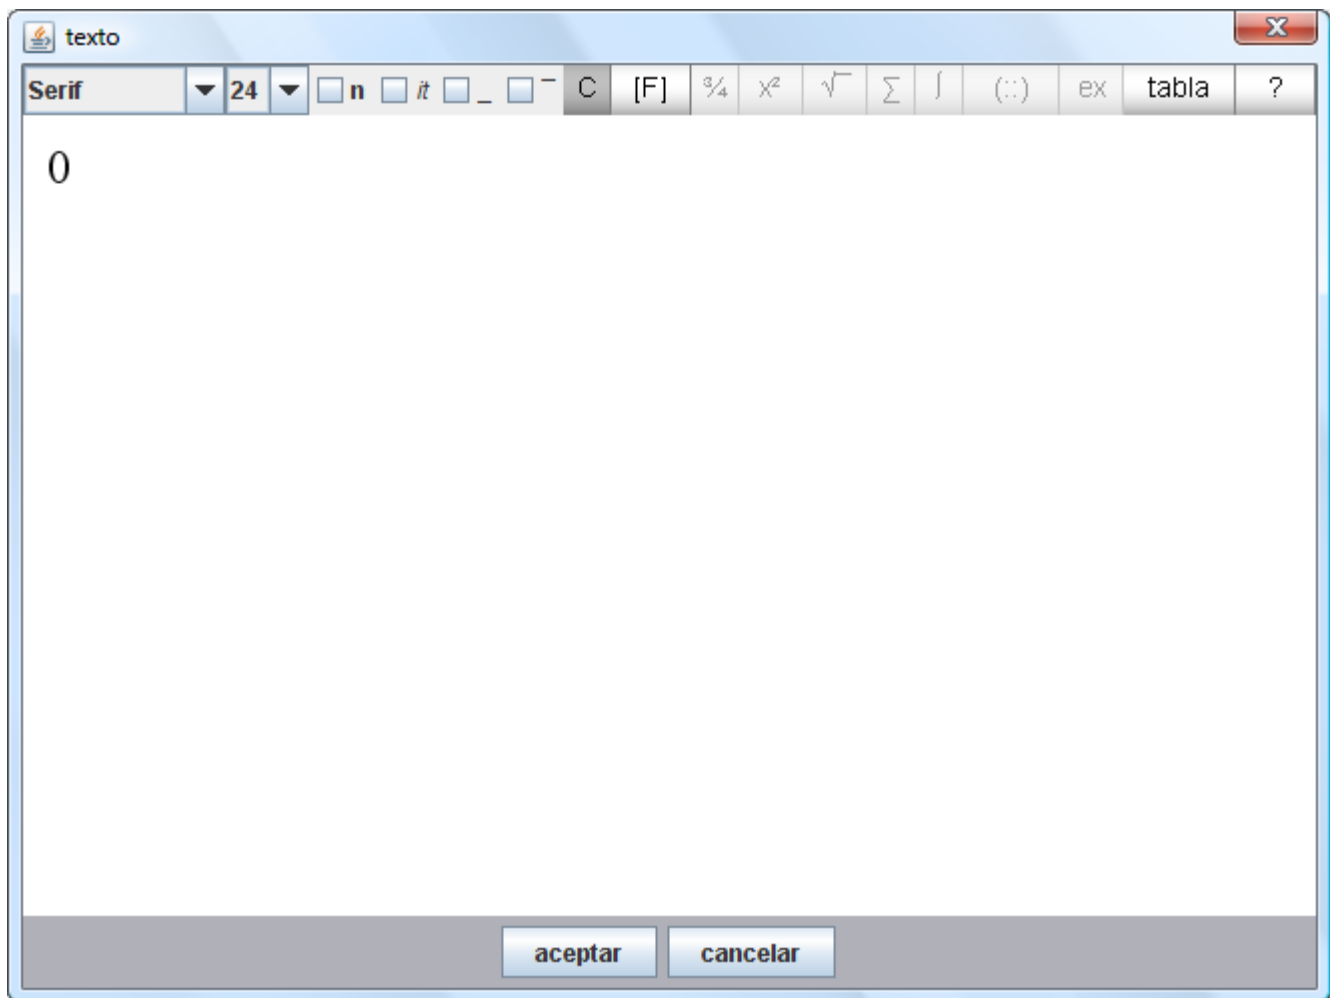 texto
Serif 24 n it _ ‾ C [F] ¾ x² √‾ ∑ ∫ (::) ex tabla ?
0
aceptar cancelar